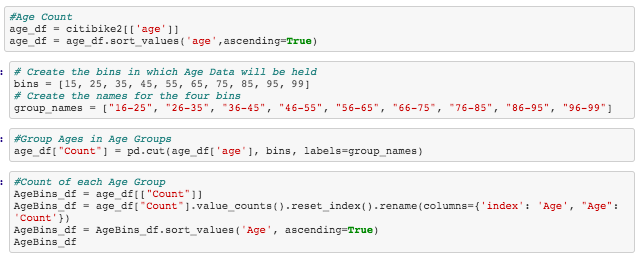 #Age Count
age_df = citibike2[['age']]
age_df = age_df.sort_values('age',ascending=True)
# Create the bins in which Age Data will be held
bins = [15, 25, 35, 45, 55, 65, 75, 85, 95, 99]
# Create the names for the four bins
group_names = ["16-25", "26-35", "36-45", "46-55", "56-65", "66-75", "76-85", "86-95", "96-99"]
#Group Ages in Age Groups
age_df["Count"] = pd.cut(age_df['age'], bins, labels=group_names)
#Count of each Age Group
AgeBins_df = age_df[["Count"]]
AgeBins_df = age_df["Count"].value_counts().reset_index().rename(columns={'index': 'Age', "Age":
'Count'})
AgeBins_df = AgeBins_df.sort_values('Age', ascending=True)
AgeBins_df